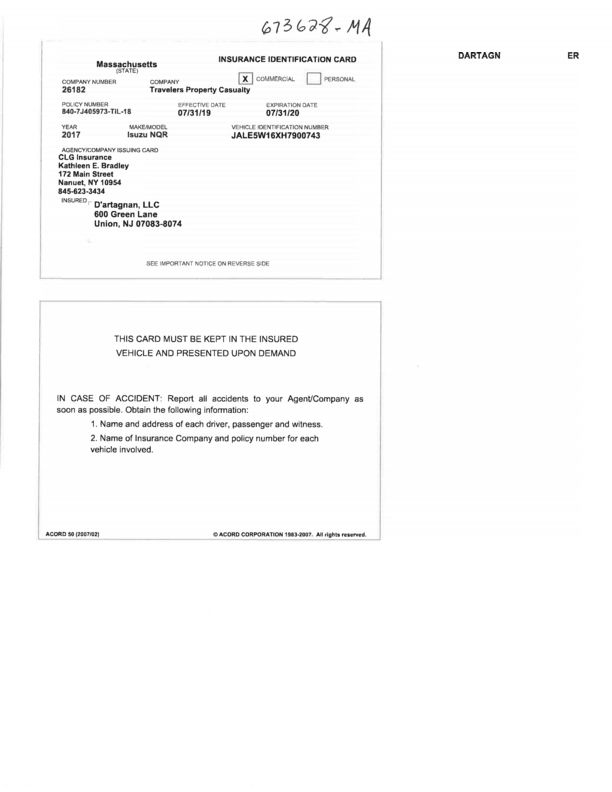 673628-MA
DARTAGN ER
Massachusetts INSURANCE IDENTIFICATION CARD
(STATE)
COMPANY NUMBER COMPANY X COMMERCIAL PERSONAL
26182 Travelers Property Casualty
POLICY NUMBER EFFECTIVE DATE EXPIRATION DATE
840-7J405973-TIL-18 07/31/19 07/31/20
YEAR MAKE/MODEL VEHICLE IDENTIFICATION NUMBER
2017 Isuzu NQR JALE5W16XH7900743
AGENCY/COMPANY ISSUING CARD
CLG Insurance
Kathleen E. Bradley
172 Main Street
Nanuet, NY 10954
845-623-3434
INSURED
D'artagnan, LLC
600 Green Lane
Union, NJ 07083-8074
SEE IMPORTANT NOTICE ON REVERSE SIDE
THIS CARD MUST BE KEPT IN THE INSURED
VEHICLE AND PRESENTED UPON DEMAND
IN CASE OF ACCIDENT: Report all accidents to your Agent/Company as
soon as possible. Obtain the following information:
1. Name and address of each driver, passenger and witness.
2. Name of Insurance Company and policy number for each
vehicle involved.
ACORD 50 (2007/02) © ACORD CORPORATION 1983-2007. All rights reserved.